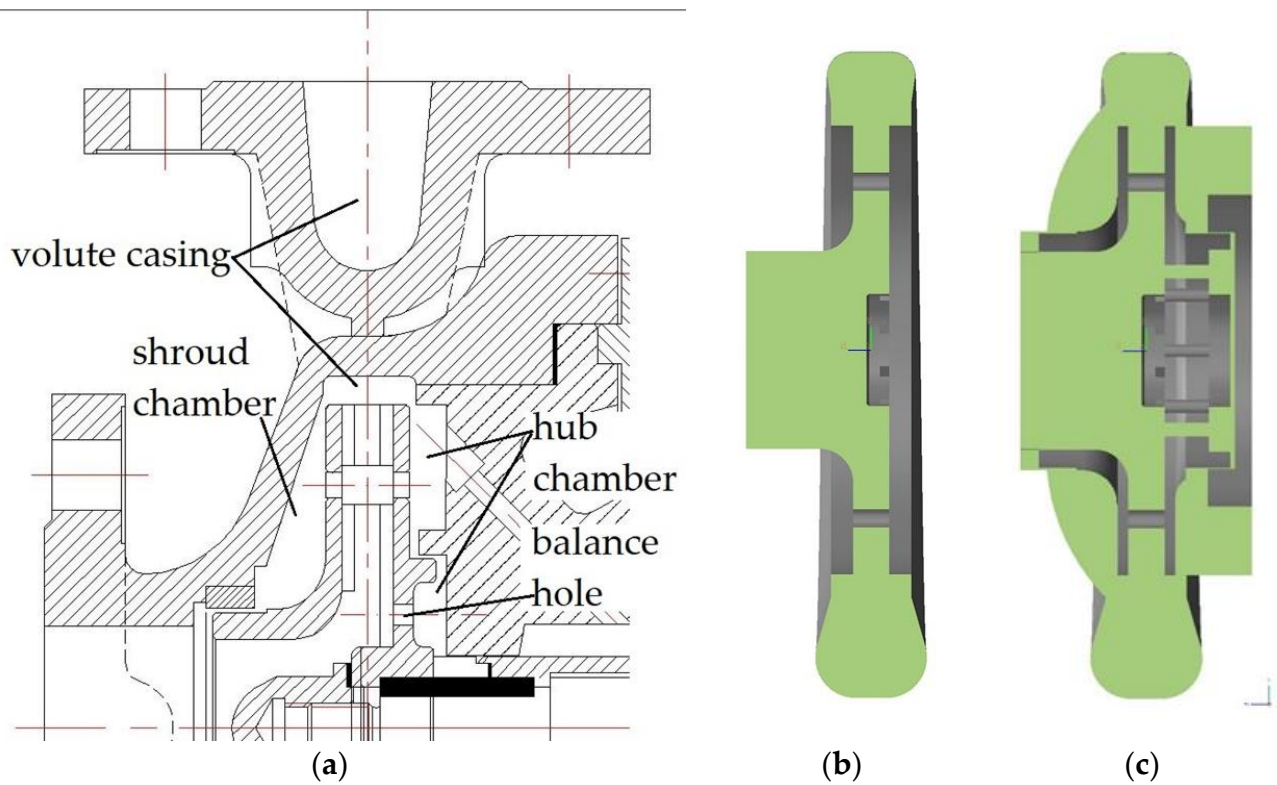 volute casing
shroud
chamber
hub
chamber
balance
hole
(a)
(b)
(c)